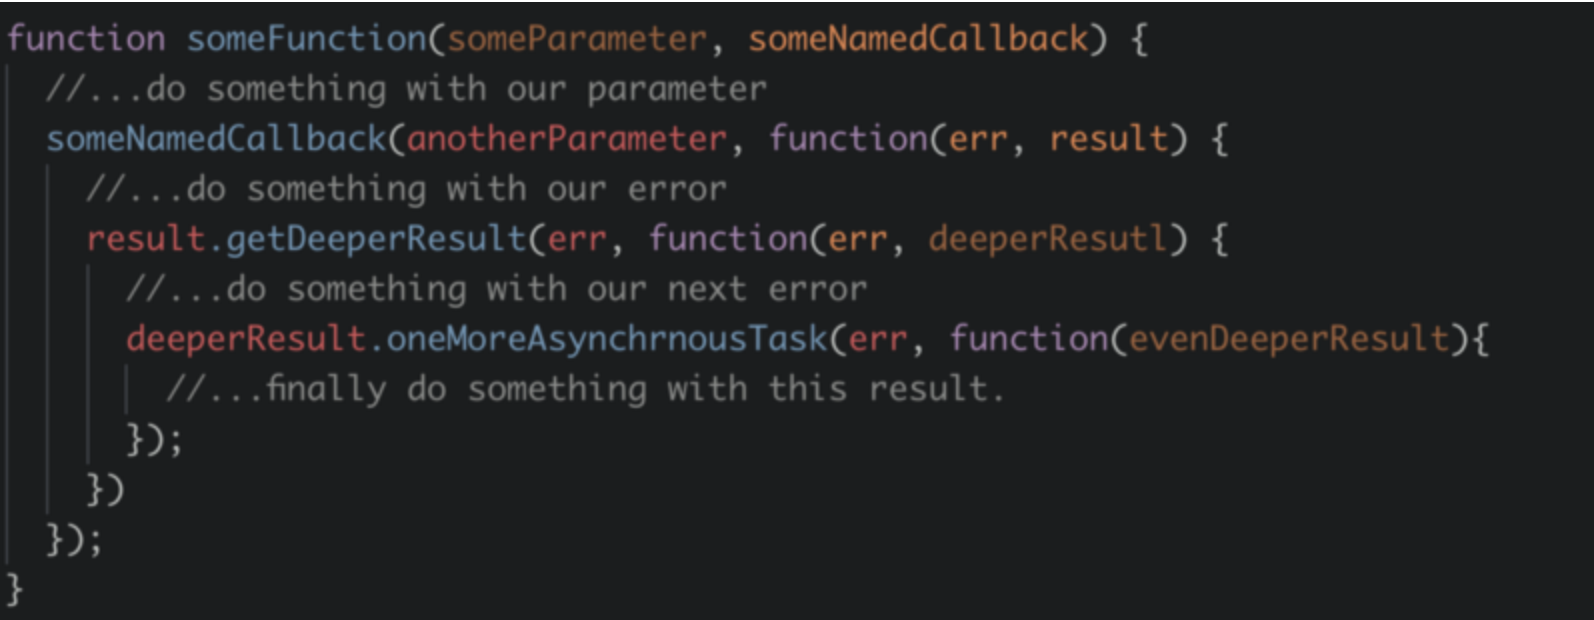 function someFunction(someParameter, someNamedCallback) {
  //...do something with our parameter
  someNamedCallback(anotherParameter, function(err, result) {
    //...do something with our error
    result.getDeeperResult(err, function(err, deeperResutl) {
      //...do something with our next error
      deeperResult.oneMoreAsynchrnousTask(err, function(evenDeeperResult){
        //...finally do something with this result.
      });
    })
  });
}